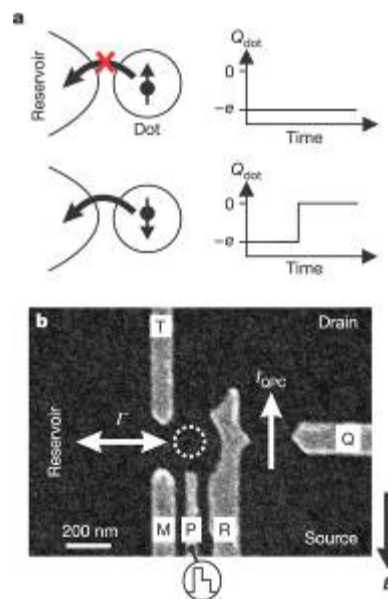 a
Reservoir
Dot
Q dot
0
−e
Time
Q dot
0
−e
Time
b
T
Drain
I QPC
Reservoir
Γ
Q
200 nm
M
P
R
Source